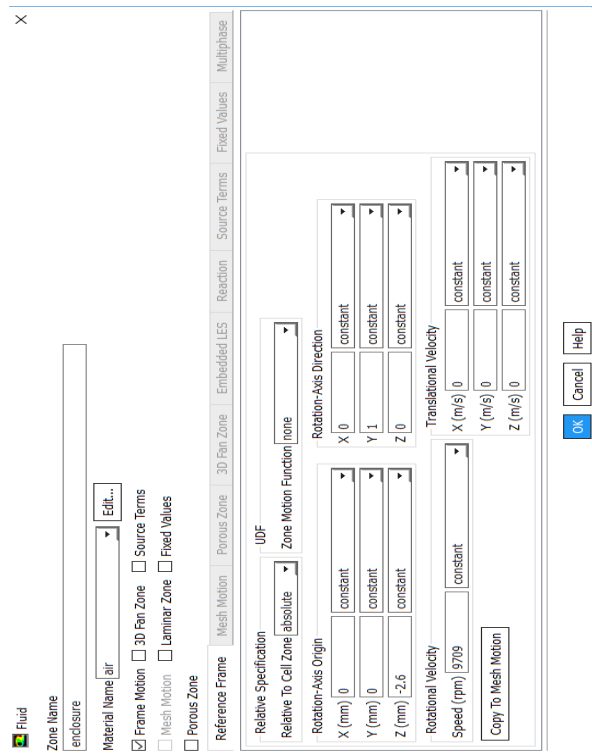 Fluid
X
Zone Name
enclosure
Material Name air Edit...
Frame Motion 3D Fan Zone Source Terms
Mesh Motion Laminar Zone Fixed Values
Porous Zone
Reference Frame Mesh Motion Porous Zone 3D Fan Zone Embedded LES Reaction Source Terms Fixed Values Multiphase
Relative Specification UDF
Relative To Cell Zone absolute Zone Motion Function none
Rotation-Axis Origin Rotation-Axis Direction
X (mm) 0 constant X 0 constant
Y (mm) 0 constant Y 1 constant
Z (mm) -2.6 constant Z 0 constant
Rotational Velocity Translational Velocity
Speed (rpm) 9709 constant X (m/s) 0 constant
Y (m/s) 0 constant
Copy To Mesh Motion Z (m/s) 0 constant
OK Cancel Help